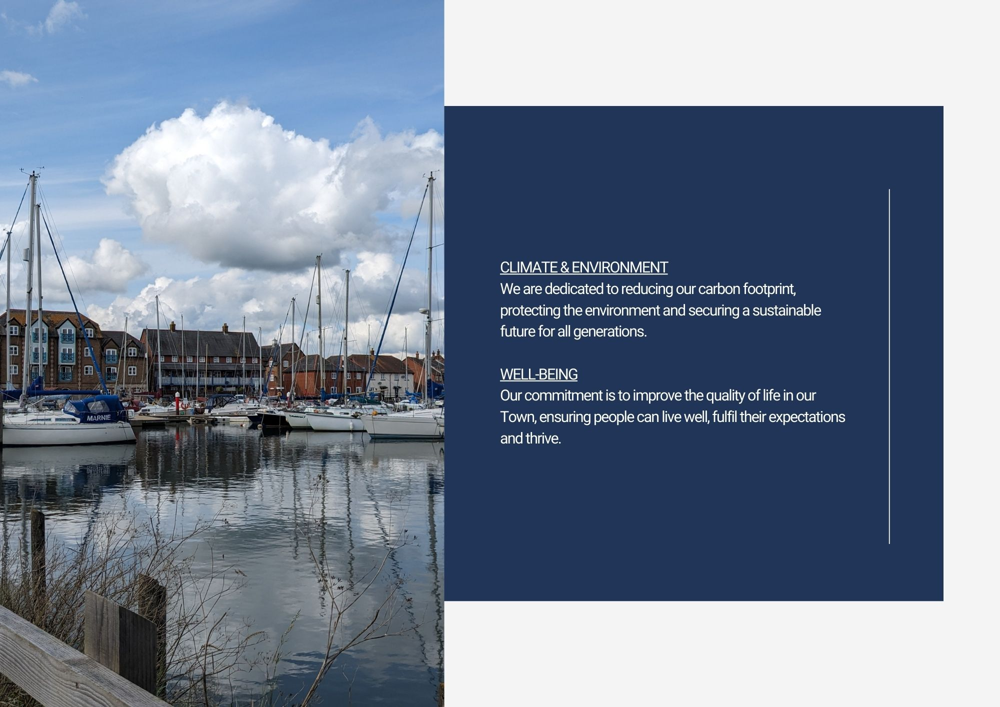 CLIMATE & ENVIRONMENT
We are dedicated to reducing our carbon footprint,
protecting the environment and securing a sustainable
future for all generations.
WELL-BEING
Our commitment is to improve the quality of life in our
Town, ensuring people can live well, fulfil their expectations
and thrive.
MARNIE